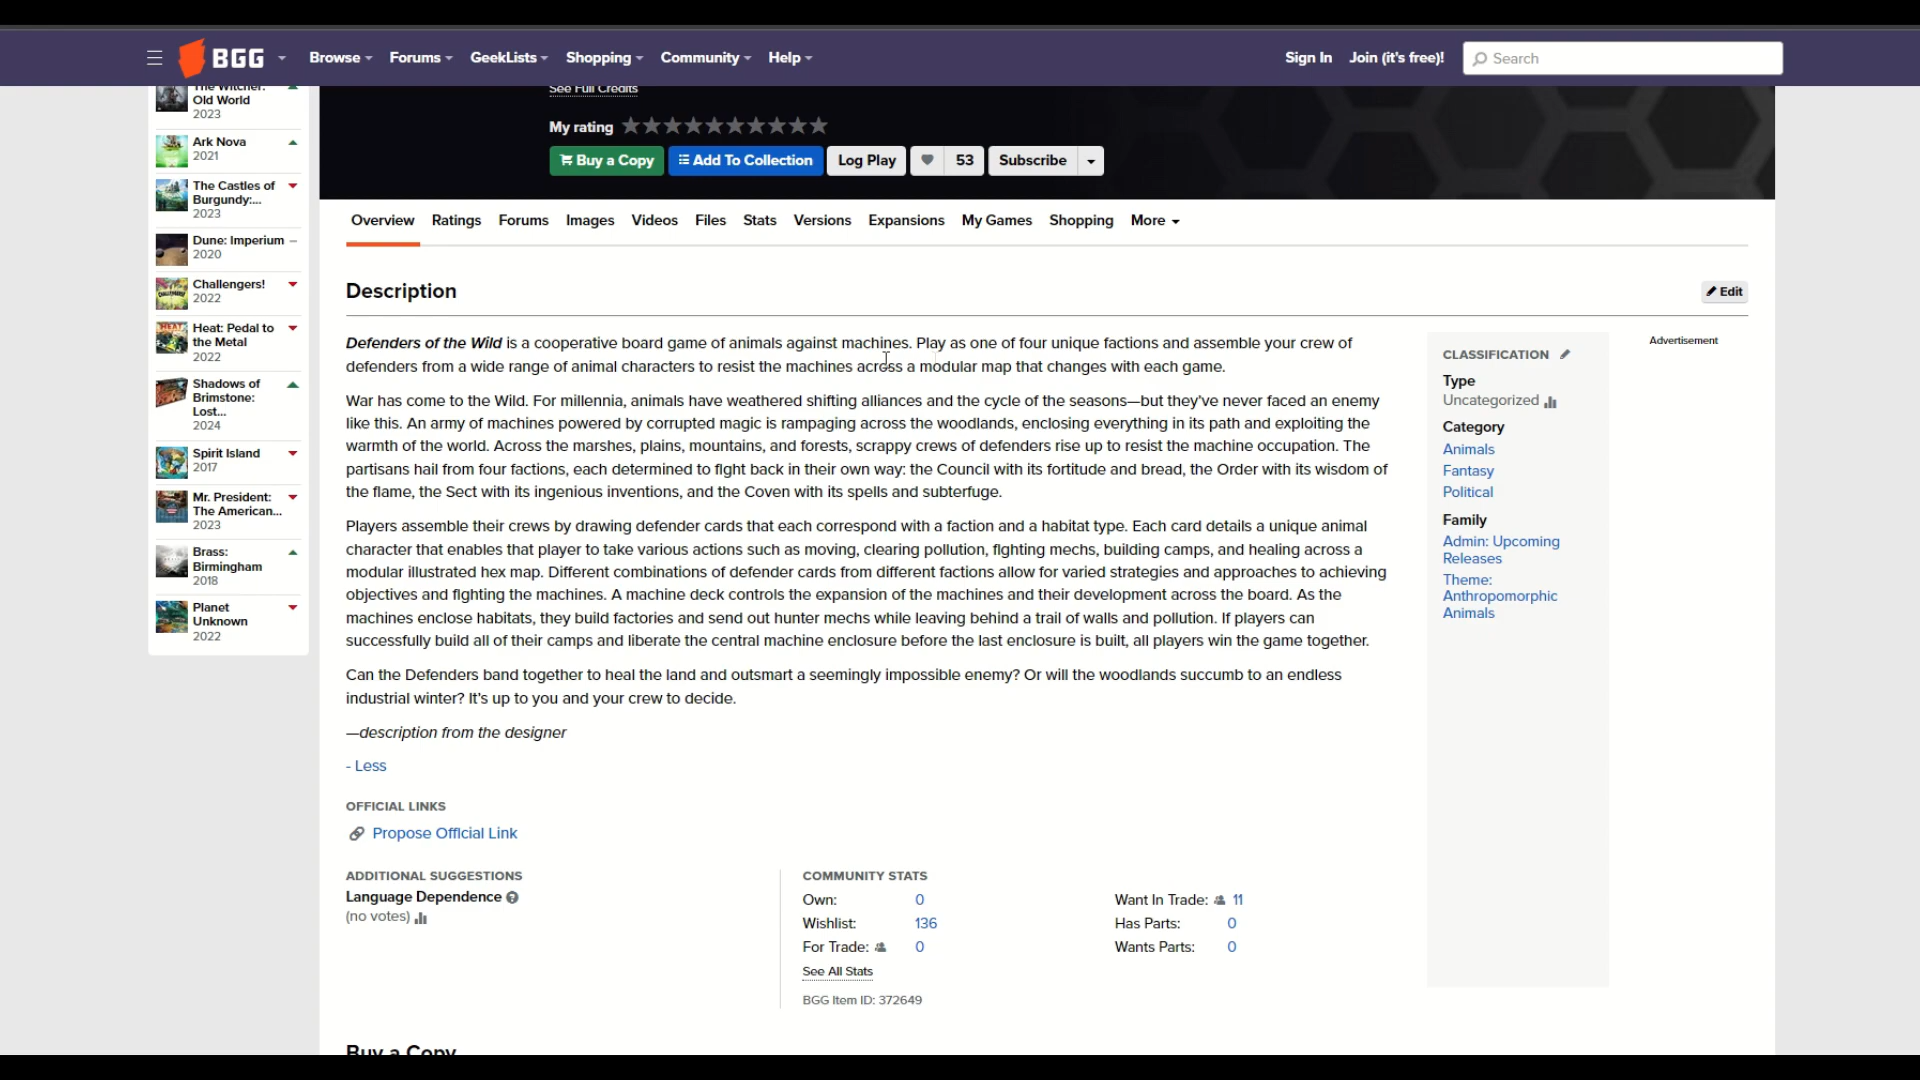 BGG
Browse
Forums
GeekLists
Shopping
Community
Help
Sign In
Join (it's free)!
Search
The Witcher:
Old World
2023
Ark Nova
2021
The Castles of
Burgundy:...
2023
Dune: Imperium
2020
Challengers!
2022
Heat: Pedal to
the Metal
2022
Shadows of
Brimstone:
Lost...
2024
Spirit Island
2017
Mr. President:
The American...
2023
Brass:
Birmingham
2018
Planet
Unknown
2022
See Full Credits
My rating
Buy a Copy
Add To Collection
Log Play
53
Subscribe
Overview
Ratings
Forums
Images
Videos
Files
Stats
Versions
Expansions
My Games
Shopping
More
Description
Edit
Defenders of the Wild is a cooperative board game of animals against machines. Play as one of four unique factions and assemble your crew of
defenders from a wide range of animal characters to resist the machines across a modular map that changes with each game.
War has come to the Wild. For millennia, animals have weathered shifting alliances and the cycle of the seasons—but they've never faced an enemy
like this. An army of machines powered by corrupted magic is rampaging across the woodlands, enclosing everything in its path and exploiting the
warmth of the world. Across the marshes, plains, mountains, and forests, scrappy crews of defenders rise up to resist the machine occupation. The
partisans hail from four factions, each determined to fight back in their own way: the Council with its fortitude and bread, the Order with its wisdom of
the flame, the Sect with its ingenious inventions, and the Coven with its spells and subterfuge.
Players assemble their crews by drawing defender cards that each correspond with a faction and a habitat type. Each card details a unique animal
character that enables that player to take various actions such as moving, clearing pollution, fighting mechs, building camps, and healing across a
modular illustrated hex map. Different combinations of defender cards from different factions allow for varied strategies and approaches to achieving
objectives and fighting the machines. A machine deck controls the expansion of the machines and their development across the board. As the
machines enclose habitats, they build factories and send out hunter mechs while leaving behind a trail of walls and pollution. If players can
successfully build all of their camps and liberate the central machine enclosure before the last enclosure is built, all players win the game together.
Can the Defenders band together to heal the land and outsmart a seemingly impossible enemy? Or will the woodlands succumb to an endless
industrial winter? It's up to you and your crew to decide.
—description from the designer
- Less
OFFICIAL LINKS
Propose Official Link
ADDITIONAL SUGGESTIONS
Language Dependence
(no votes)
COMMUNITY STATS
Own: 0
Wishlist: 136
For Trade: 0
See All Stats
BGG Item ID: 372649
Want In Trade: 11
Has Parts: 0
Wants Parts: 0
CLASSIFICATION
Type
Uncategorized
Category
Animals
Fantasy
Political
Family
Admin: Upcoming
Releases
Theme:
Anthropomorphic
Animals
Advertisement
Buy a Copy